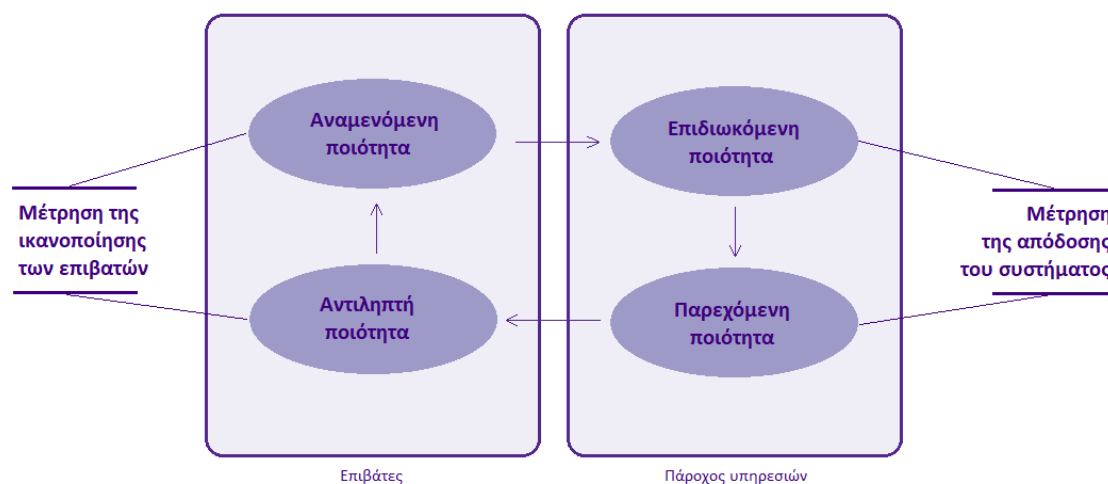 Αναμενόμενη
ποιότητα
Επιδιωκόμενη
ποιότητα
Μέτρηση της
ικανοποίησης
των επιβατών
Μέτρηση
της απόδοσης
του συστήματος
Αντιληπτή
ποιότητα
Παρεχόμενη
ποιότητα
Επιβάτες
Πάροχος υπηρεσιών